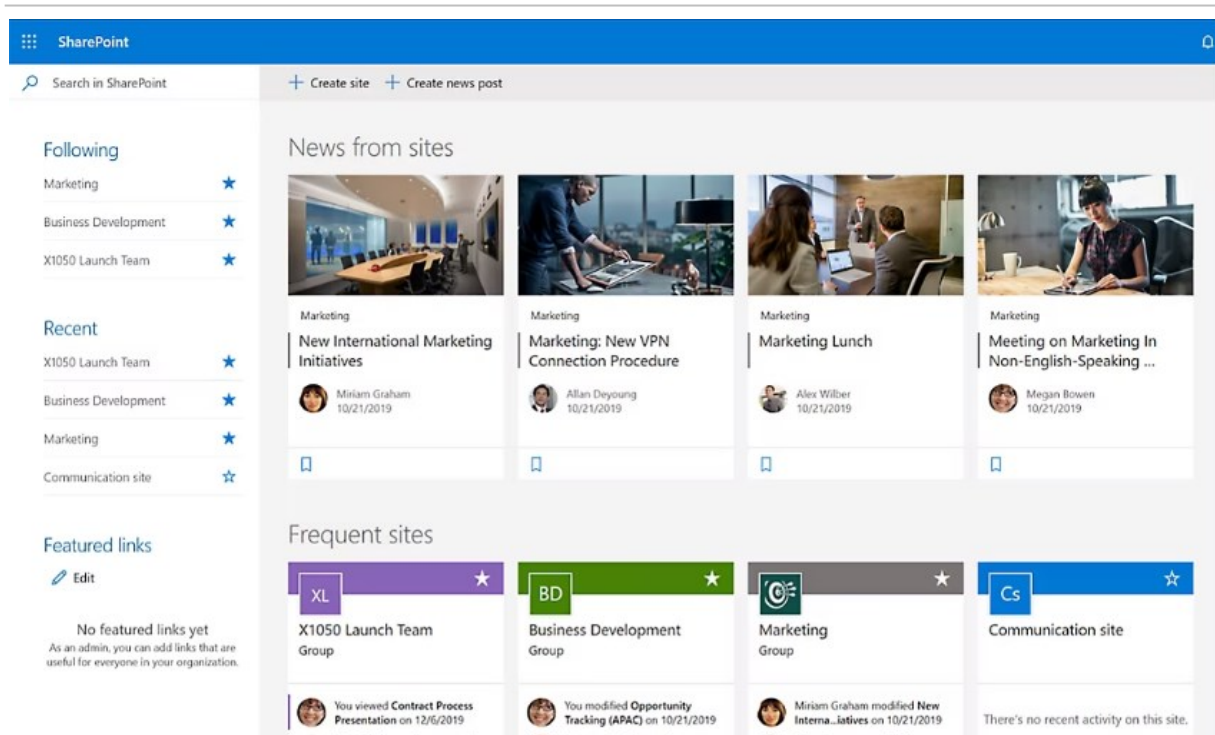 SharePoint
Search in SharePoint
Create site
Create news post
Following
Marketing
Business Development
X1050 Launch Team
Recent
X1050 Launch Team
Business Development
Marketing
Communication site
Featured links
Edit
No featured links yet
As an admin, you can add links that are
useful for everyone in your organization.
News from sites
Marketing
New International Marketing
Initiatives
Miriam Graham
10/21/2019
Marketing
Marketing: New VPN
Connection Procedure
Allan Deyoung
10/21/2019
Marketing
Marketing Lunch
Alex Wilber
10/21/2019
Marketing
Meeting on Marketing In
Non-English-Speaking ...
Megan Bowen
10/21/2019
Frequent sites
XL
X1050 Launch Team
Group
You viewed Contract Process
Presentation on 12/6/2019
BD
Business Development
Group
You modified Opportunity
Tracking (APAC) on 10/21/2019
Marketing
Group
Miriam Graham modified New
Interna...iatives on 10/21/2019
Cs
Communication site
There's no recent activity on this site.